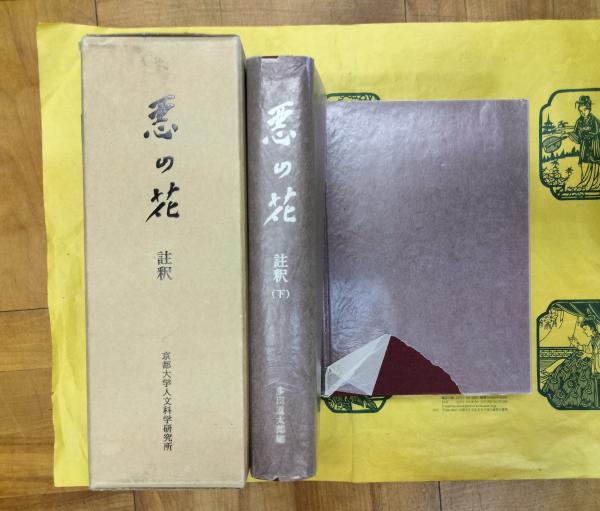 悪の花
註釈
京都大学人文科学研究所
悪の花
註釈
(下)
多田道太郎編